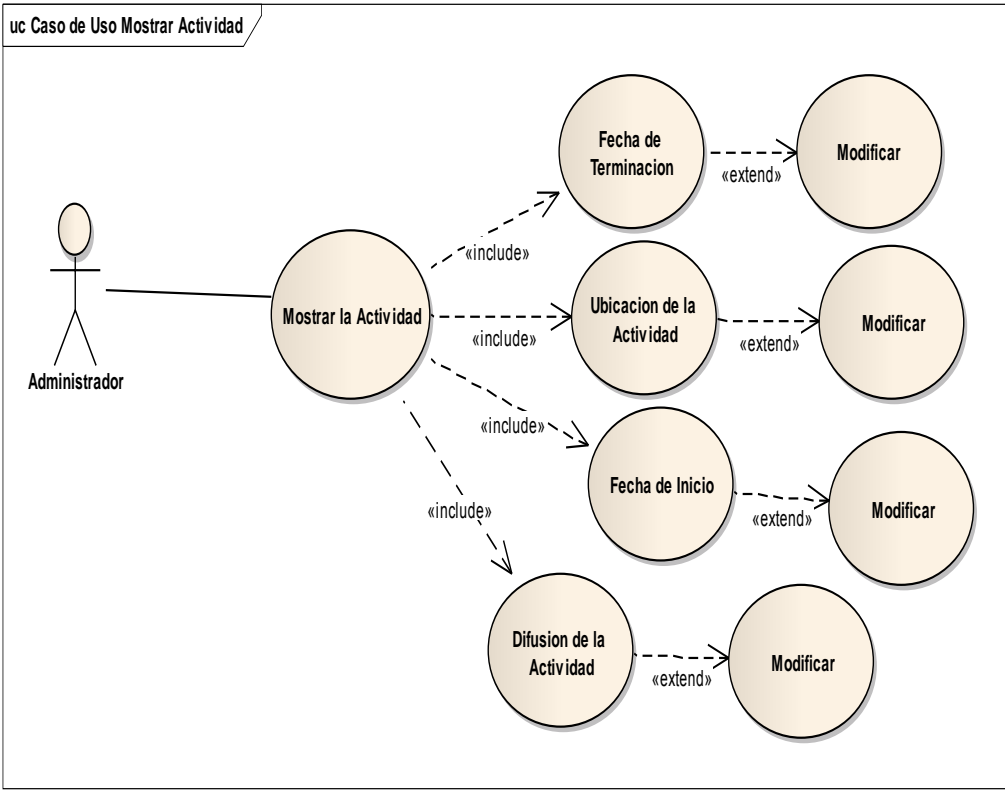 uc Caso de Uso Mostrar Actividad
Fecha de
Terminacion
«extend»
Modificar
«include»
Administrador
Mostrar la Actividad
«include»
Ubicacion de la
Actividad
«extend»
Modificar
«include»
Fecha de Inicio
«extend»
Modificar
«include»
Difusion de la
Actividad
«extend»
Modificar